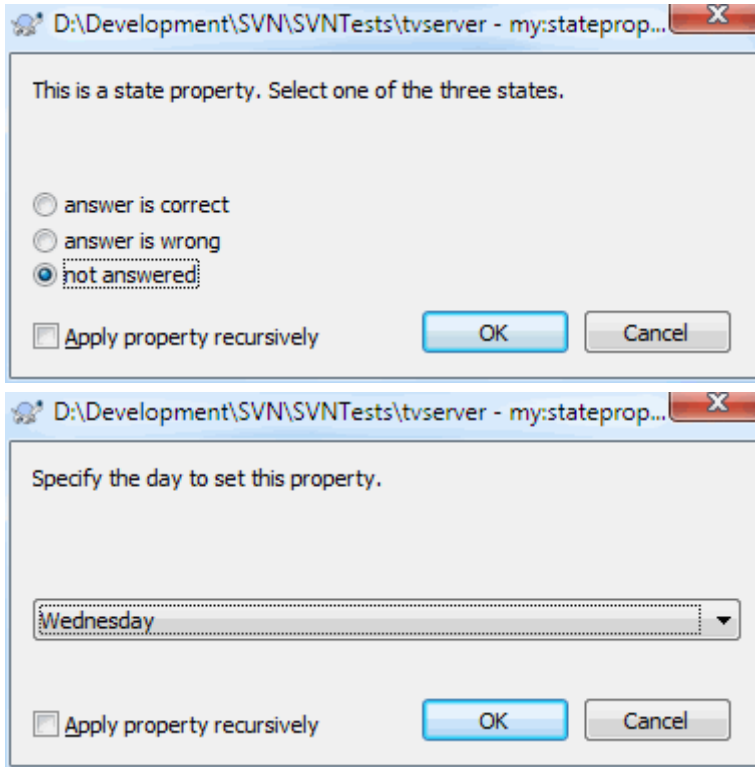 D:\Development\SVN\SVNTests\tvserver - my:stateprop...
This is a state property. Select one of the three states.
answer is correct
answer is wrong
not answered
Apply property recursively
OK
Cancel
D:\Development\SVN\SVNTests\tvserver - my:stateprop...
Specify the day to set this property.
Wednesday
Apply property recursively
OK
Cancel